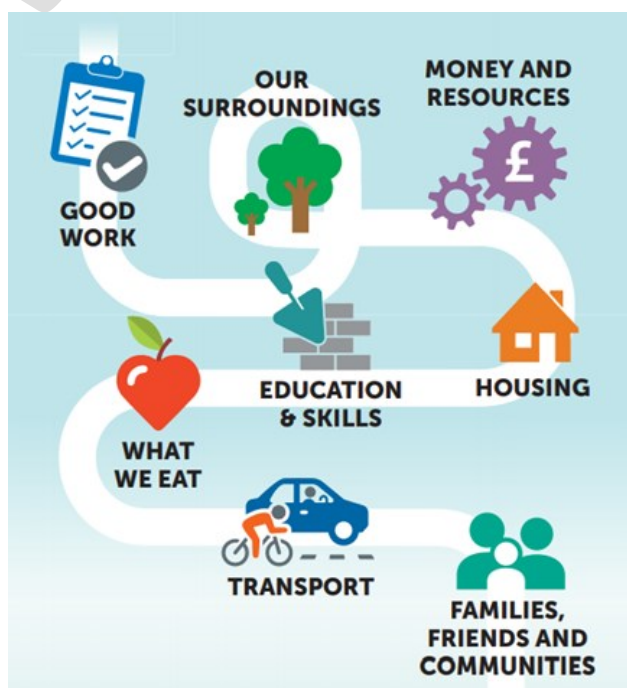 GOOD
WORK
OUR
SURROUNDINGS
MONEY AND
RESOURCES
£
HOUSING
EDUCATION
& SKILLS
WHAT
WE EAT
TRANSPORT
FAMILIES,
FRIENDS AND
COMMUNITIES